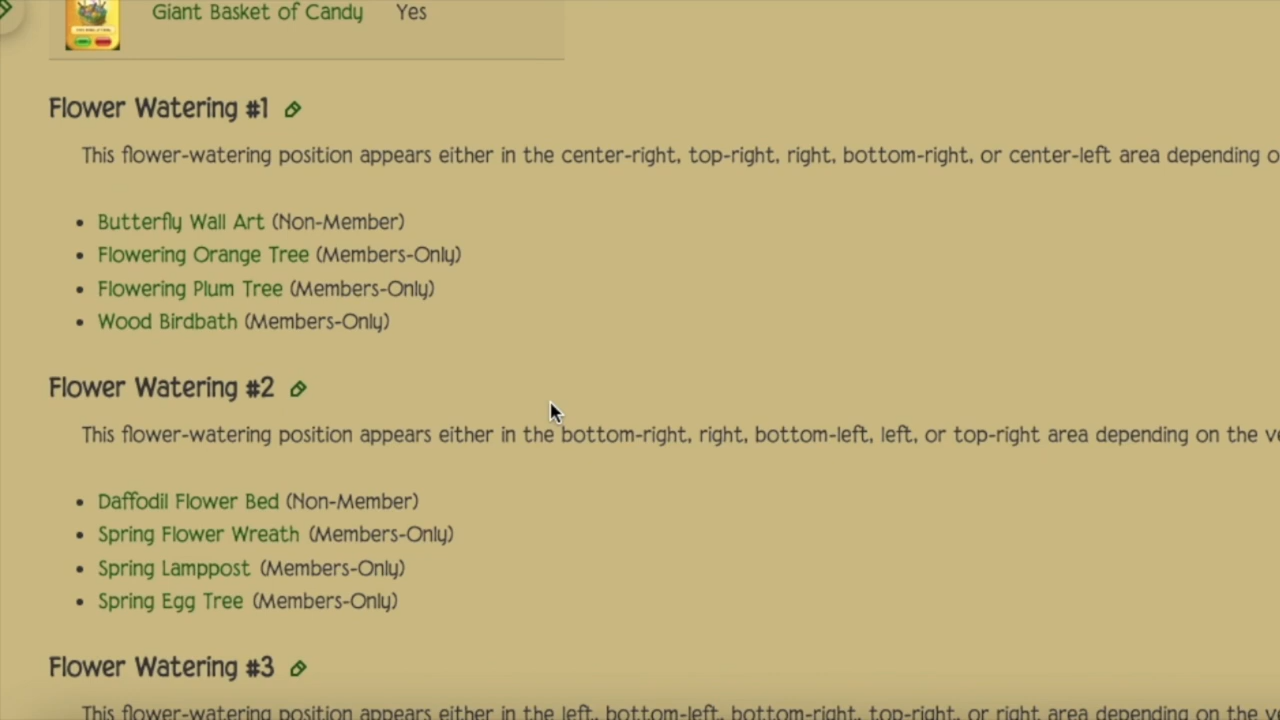 Giant Basket of Candy Yes
Flower Watering #1
This flower-watering position appears either in the center-right, top-right, right, bottom-right, or center-left area depending
Butterfly Wall Art (Non-Member)
Flowering Orange Tree (Members-Only)
Flowering Plum Tree (Members-Only)
Wood Birdbath (Members-Only)
Flower Watering #2
This flower-watering position appears either in the bottom-right, right, bottom-left, left, or top-right area depending on the
Daffodil Flower Bed (Non-Member)
Spring Flower Wreath (Members-Only)
Spring Lamppost (Members-Only)
Spring Egg Tree (Members-Only)
Flower Watering #3
This flower-watering position appears either in the left, bottom-left, bottom-right, top-right, or right area depending on the